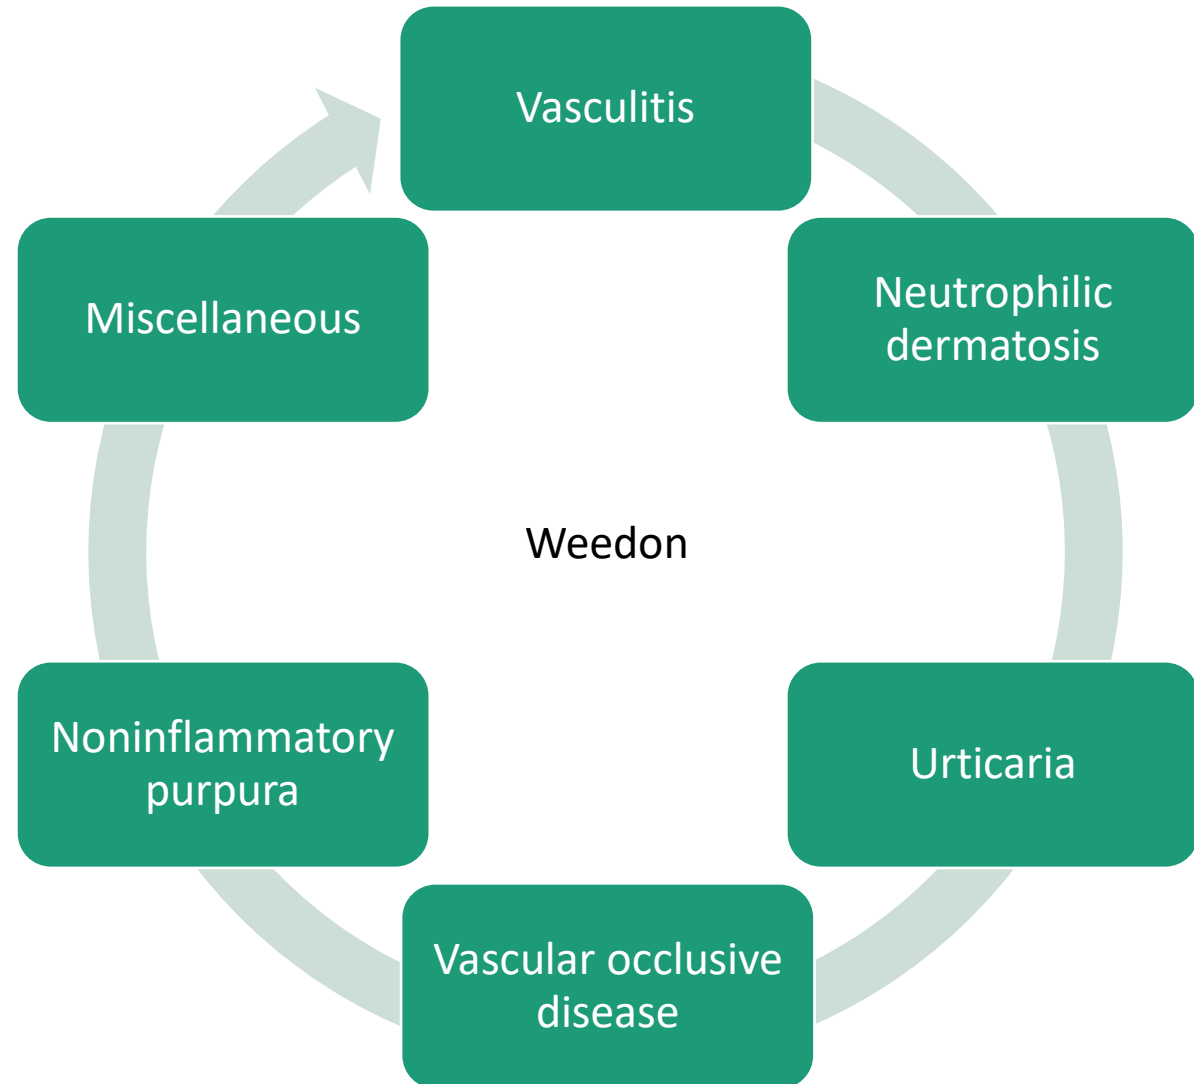 Vasculitis
Neutrophilic
dermatosis
Urticaria
Vascular occlusive
disease
Noninflammatory
purpura
Miscellaneous
Weedon